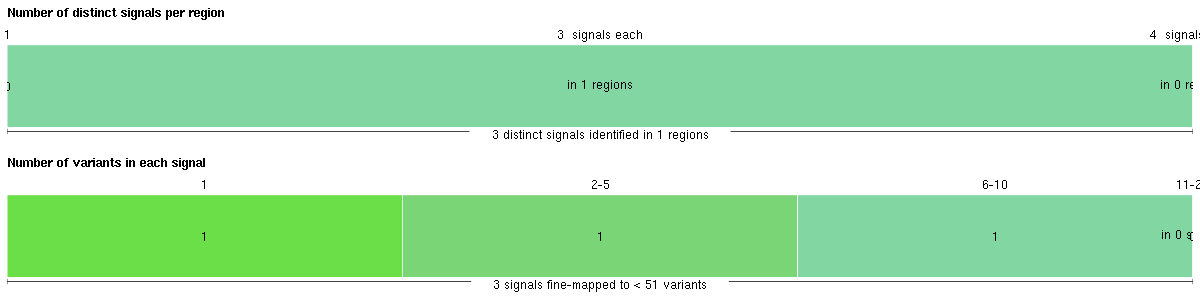 Number of distinct signals per region
1 3 signals each 4 signals
in 1 regions in 0 re
3 distinct signals identified in 1 regions
Number of variants in each signal
1 2-5 6-10 11-2
1 1 1 in 0 s
3 signals fine-mapped to < 51 variants